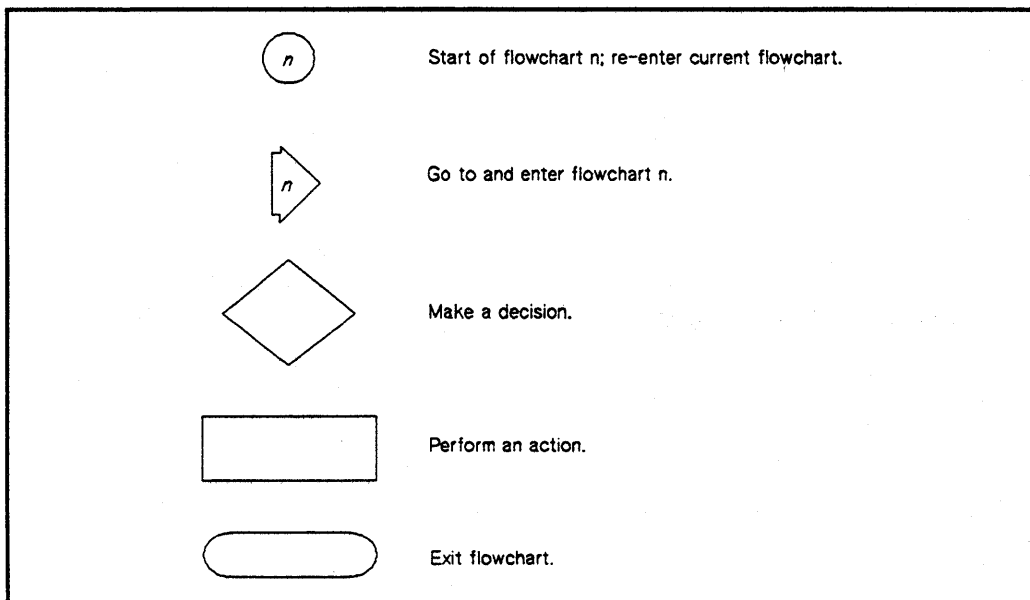 n Start of flowchart n; re-enter current flowchart.
n Go to and enter flowchart n.
Make a decision.
Perform an action.
Exit flowchart.